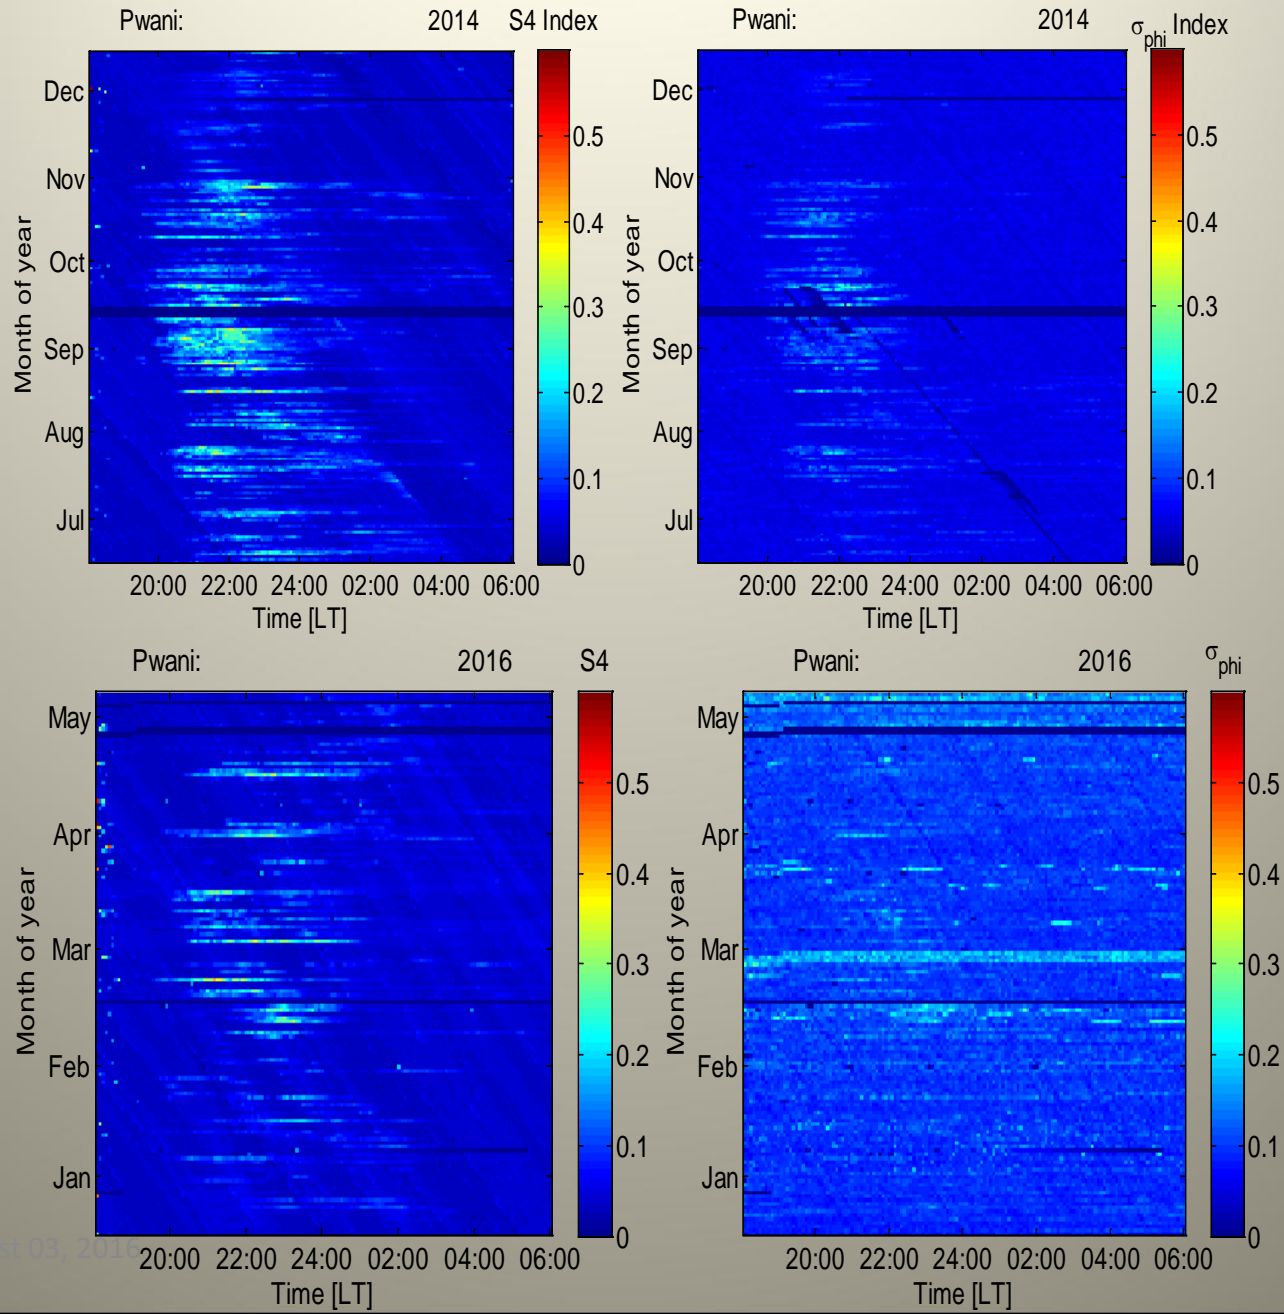 Pwani: 2014 S4 Index
Dec
Nov
Oct
Sep
Aug
Jul
Month of year
0.5
0.4
0.3
0.2
0.1
0
20:00 22:00 24:00 02:00 04:00 06:00
Time [LT]
Pwani: 2014 σphi Index
Dec
Nov
Oct
Sep
Aug
Jul
Month of year
0.5
0.4
0.3
0.2
0.1
0
20:00 22:00 24:00 02:00 04:00 06:00
Time [LT]
Pwani: 2016 S4
May
Apr
Mar
Feb
Jan
Month of year
0.5
0.4
0.3
0.2
0.1
0
20:00 22:00 24:00 02:00 04:00 06:00
Time [LT]
Pwani: 2016 σphi
May
Apr
Mar
Feb
Jan
Month of year
0.5
0.4
0.3
0.2
0.1
0
20:00 22:00 24:00 02:00 04:00 06:00
Time [LT]
st 03, 2016